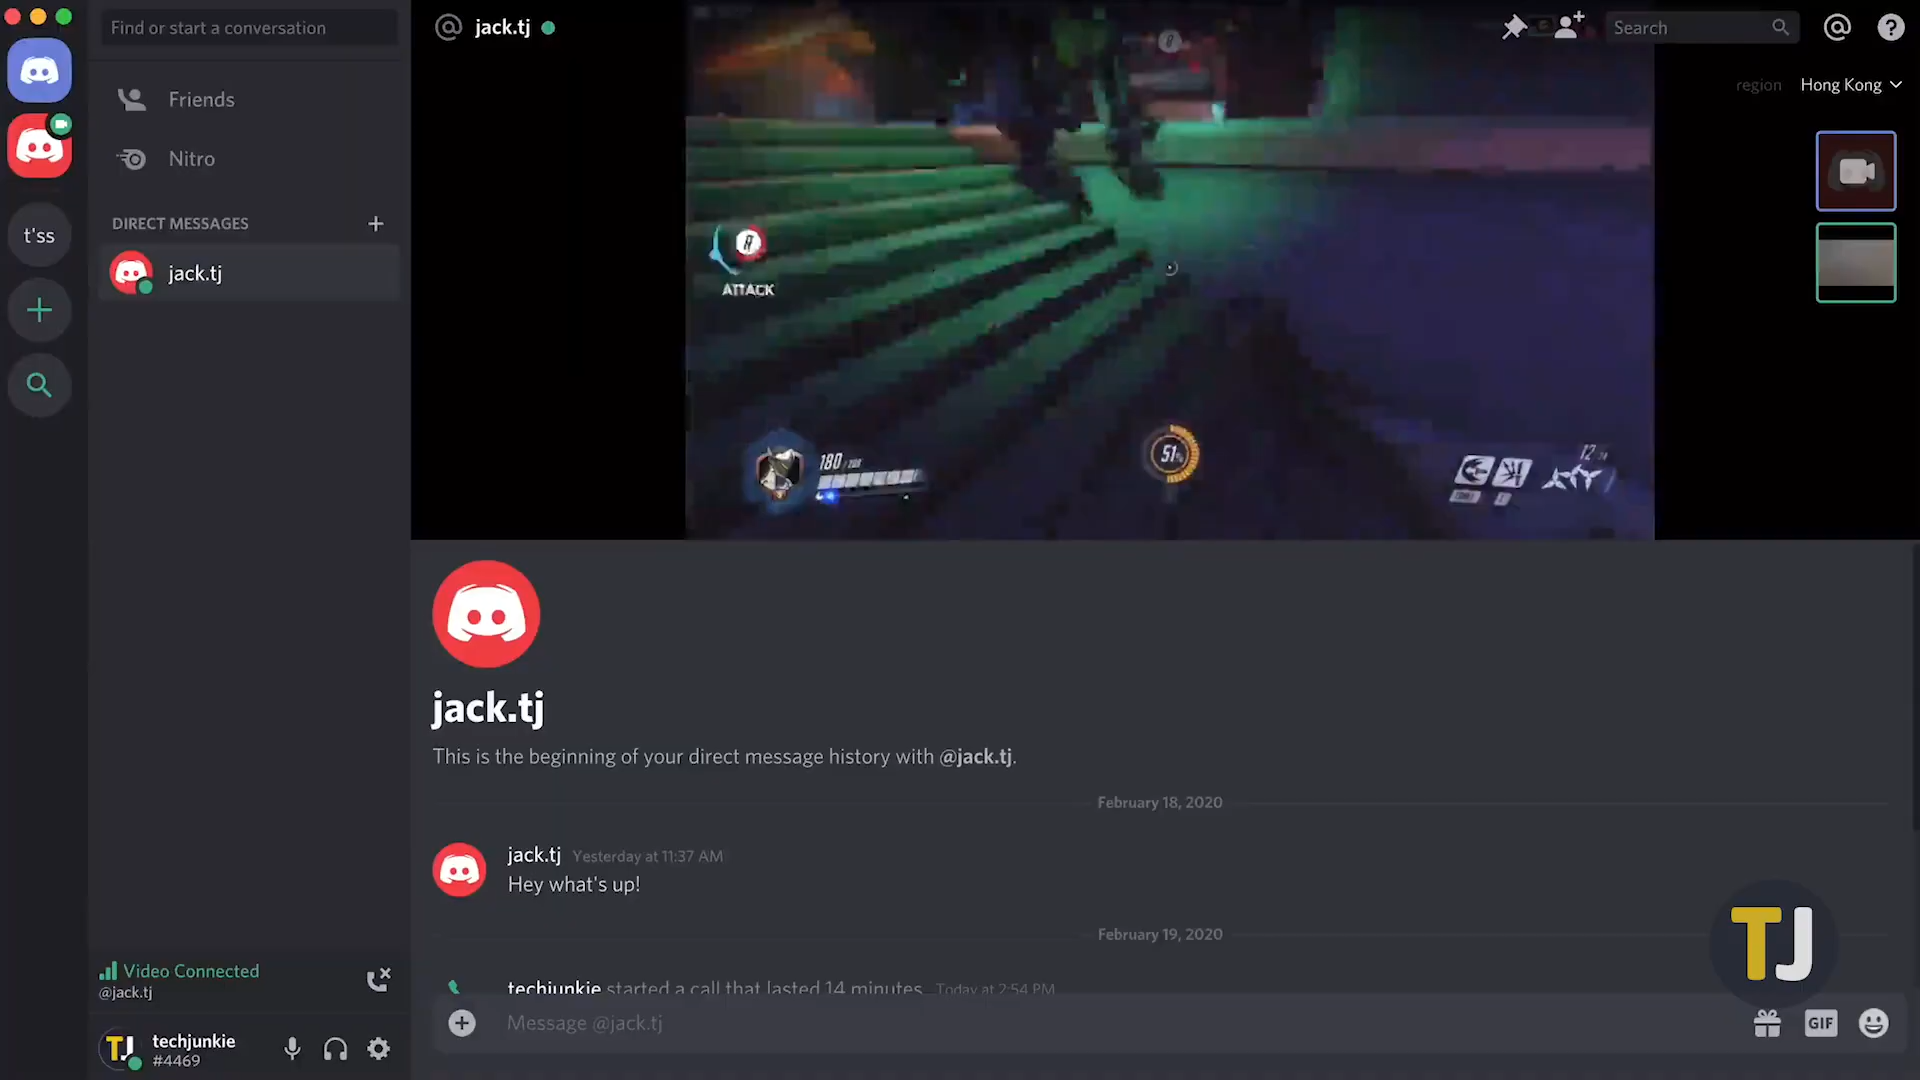 Find or start a conversation
Friends
Nitro
DIRECT MESSAGES
jack.tj
t'ss
Video Connected
@jack.tj
techjunkie
#4469
jack.tj
Search
region Hong Kong
ATTACK
180
51%
12
jack.tj
This is the beginning of your direct message history with @jack.tj.
February 18, 2020
jack.tj Yesterday at 11:37 AM
Hey what's up!
February 19, 2020
techjunkie started a call that lasted 14 minutes. Today at 2:54 PM
Message @jack.tj
GIF
TJ
TJ